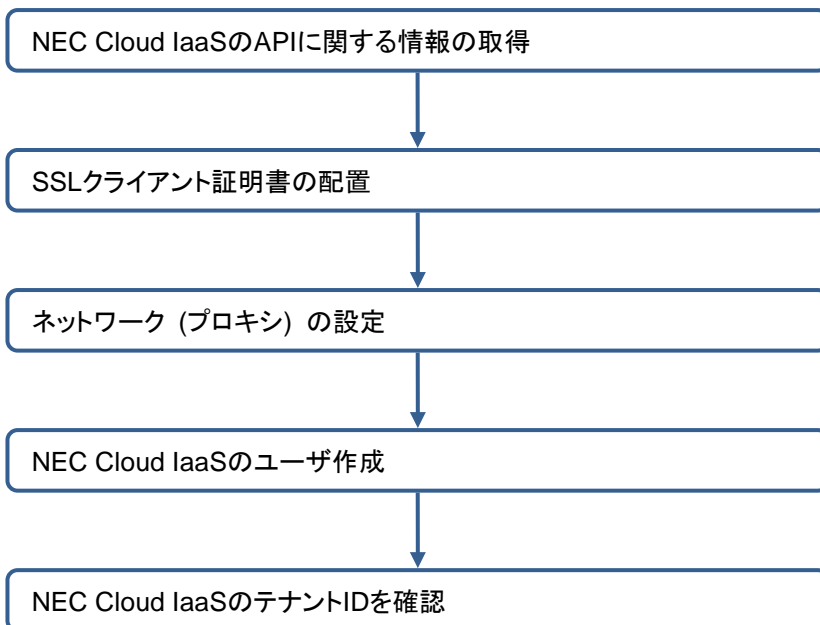 NEC Cloud IaaSのAPIに関する情報の取得
SSLクライアント証明書の配置
ネットワーク (プロキシ) の設定
NEC Cloud IaaSのユーザ作成
NEC Cloud IaaSのテナントIDを確認